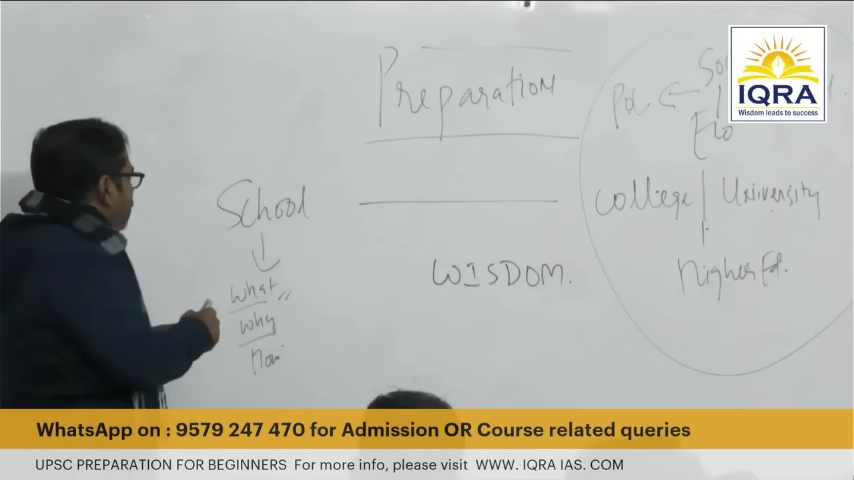 Preparation
School
What
Why
WISDOM.
Pol
College | University
Higher Ed.
IQRA
Wisdom leads to success
WhatsApp on : 9579 247 470 for Admission OR Course related queries
UPSC PREPARATION FOR BEGINNERS For more info, please visit WWW. IQRA IAS. COM